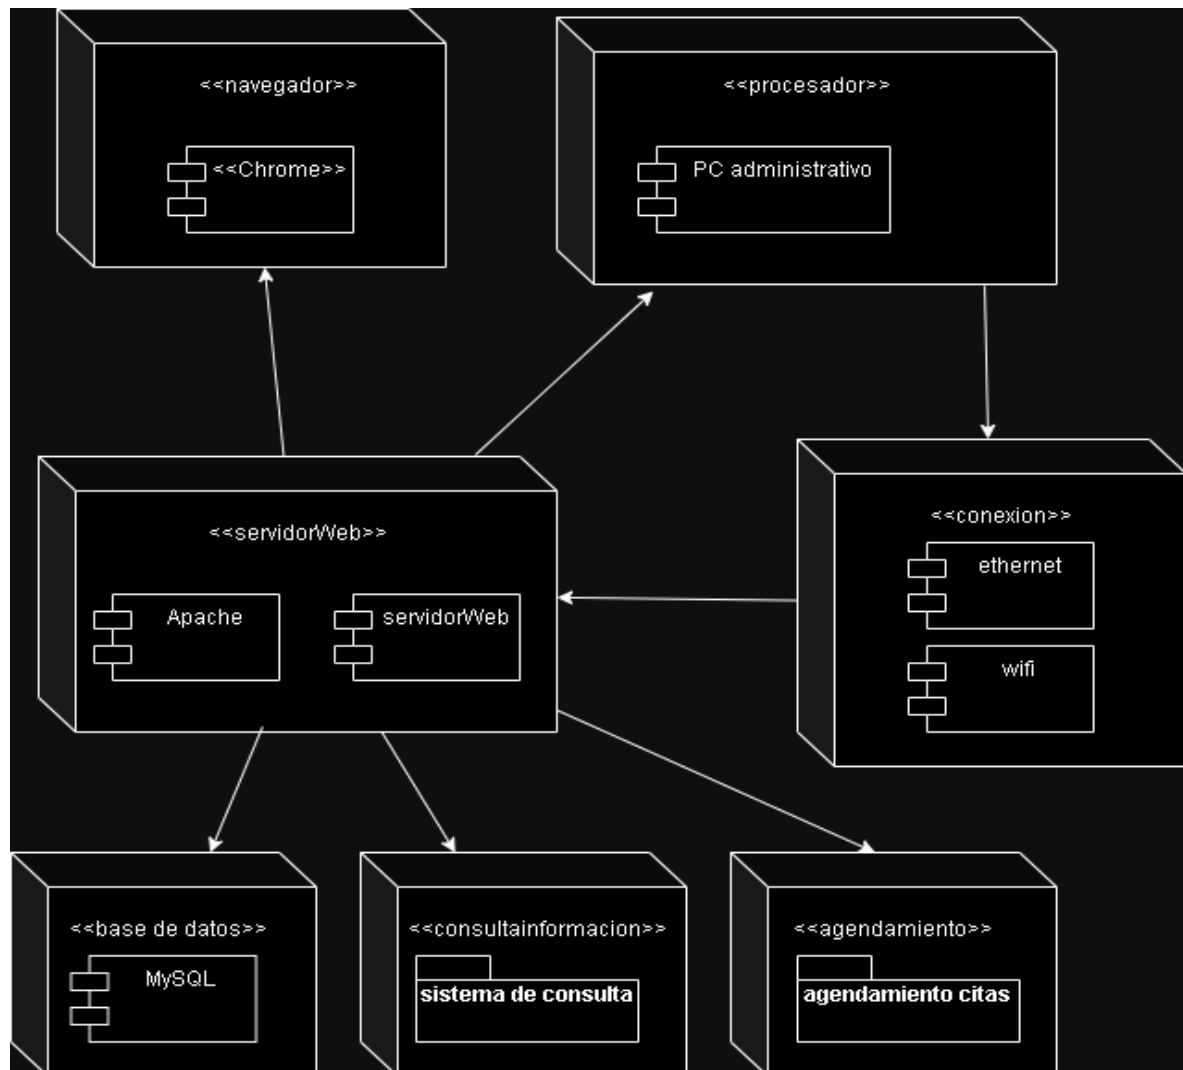 <<navegador>>
<<Chrome>>
<<procesador>>
PC administrativo
<<servidorWeb>>
Apache
servidorWeb
<<conexion>>
ethernet
wifi
<<base de datos>>
MySQL
<<consultainformacion>>
sistema de consulta
<<agendamiento>>
agendamiento citas